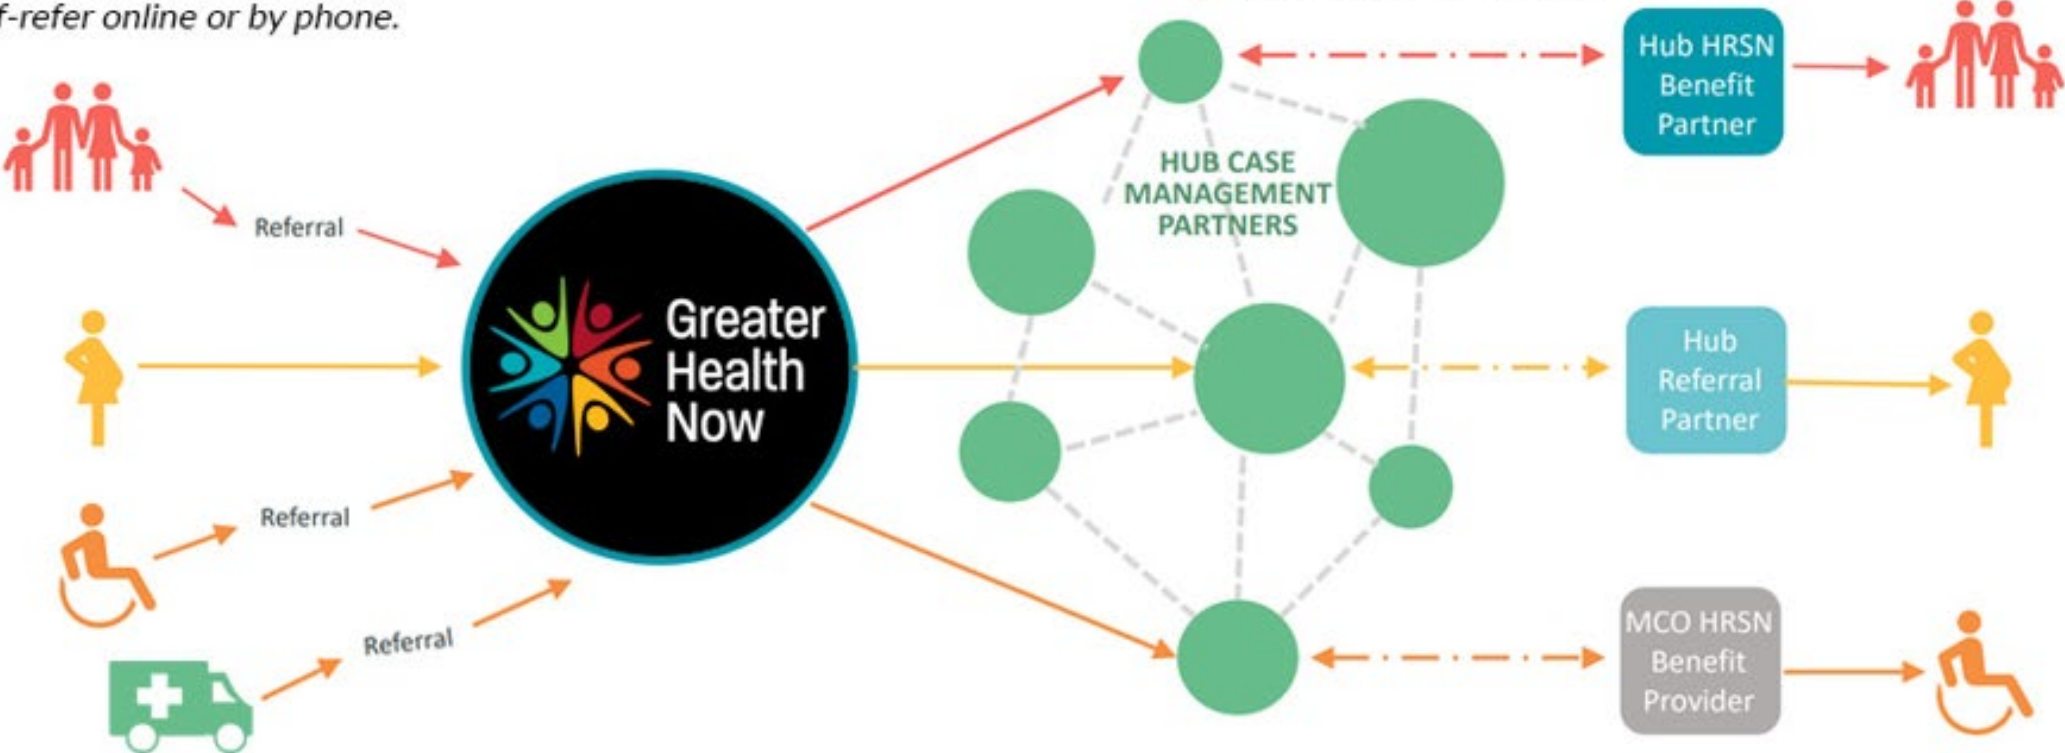 f-refer online or by phone.
Referral
Referral
Referral
Greater
Health
Now
HUB CASE
MANAGEMENT
PARTNERS
Hub HRSN
Benefit
Partner
Hub
Referral
Partner
MCO HRSN
Benefit
Provider